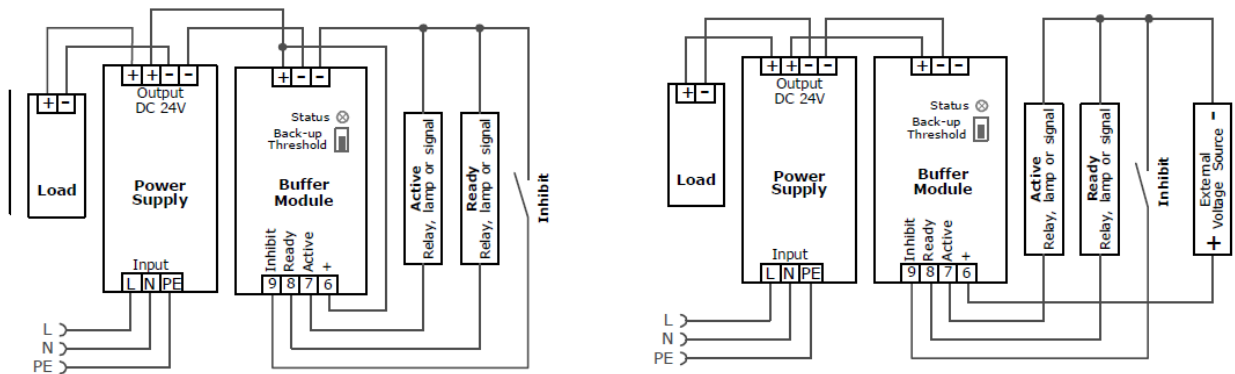 + + - -
Output
DC 24V
+ -
Load
Power
Supply
Input
L N PE
L
N
PE
+ - -
Status
Back-up
Threshold
Buffer
Module
Inhibit
Ready
Active
+
9 8 7 6
Active
Relay, lamp or signal
Ready
Relay, lamp or signal
Inhibit
+ + - -
Output
DC 24V
+ -
Load
Power
Supply
Input
L N PE
L
N
PE
+ - -
Status
Back-up
Threshold
Buffer
Module
Inhibit
Ready
Active
+
9 8 7 6
Active
Relay, lamp or signal
Ready
Relay, lamp or signal
Inhibit
External
+ Voltage Source -